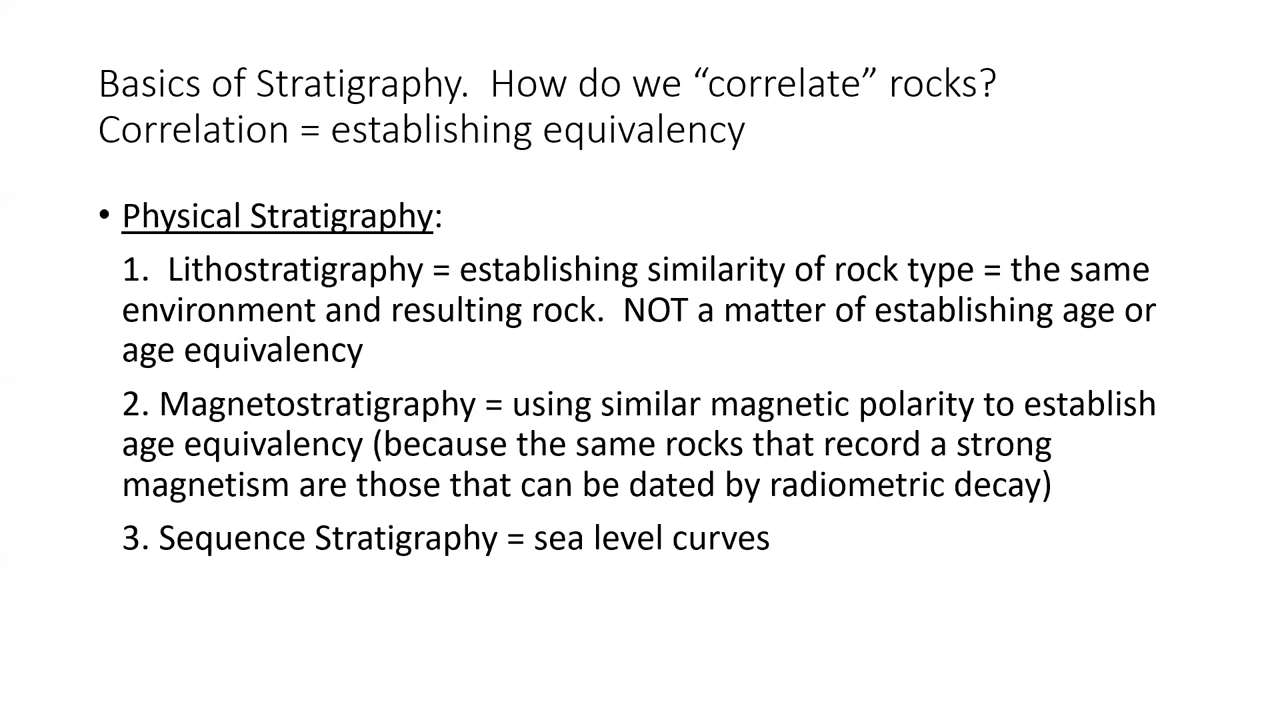 Basics of Stratigraphy.  How do we “correlate” rocks?
Correlation = establishing equivalency
• Physical Stratigraphy:
1.  Lithostratigraphy = establishing similarity of rock type = the same
environment and resulting rock.  NOT a matter of establishing age or
age equivalency
2. Magnetostratigraphy = using similar magnetic polarity to establish
age equivalency (because the same rocks that record a strong
magnetism are those that can be dated by radiometric decay)
3. Sequence Stratigraphy = sea level curves